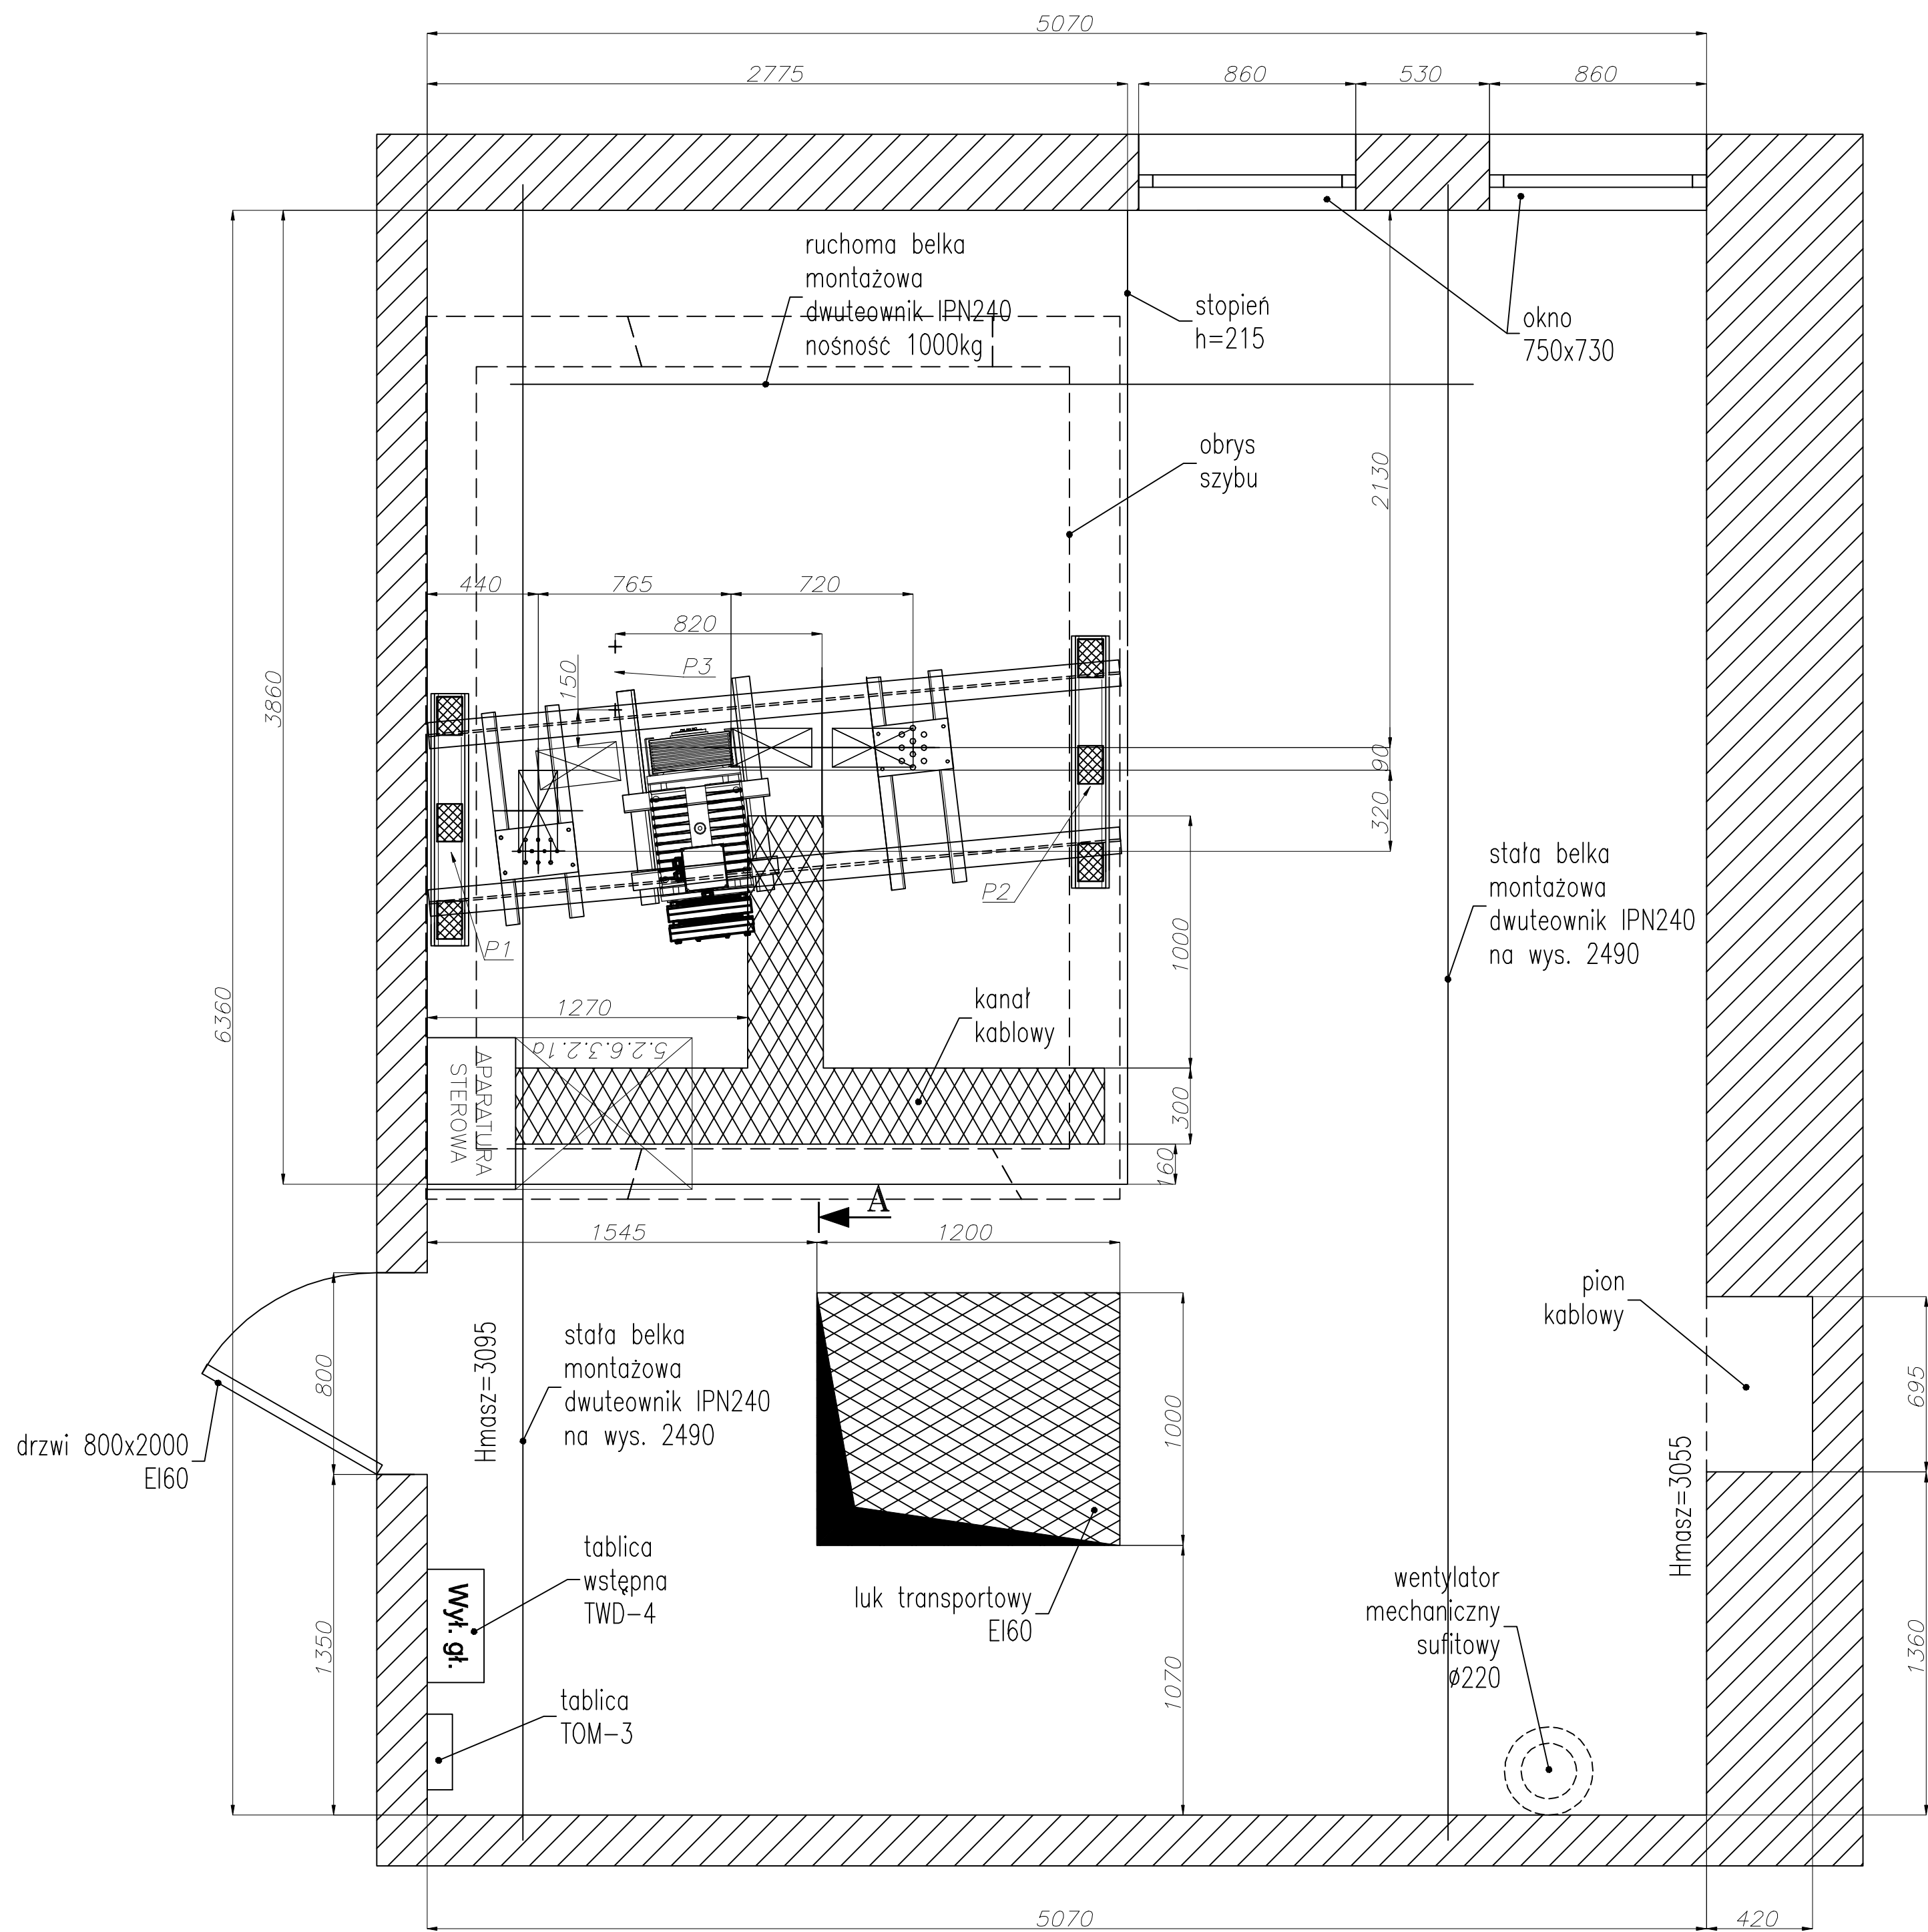 5070
2775
860
530
860
ruchoma belka
montażowa
dwuteownik IPN240
nośność 1000kg
stopień
h=215
okno
750x730
obrys
szybu
2130
440
765
720
820
P3
150
3860
90
320
P2
P1
stała belka
montażowa
dwuteownik IPN240
na wys. 2490
1000
kanał
kablowy
6360
1270
5.2.6.3.2.1a
APARATURA
STEROWA
300
160
A
1545
1200
pion
kablowy
stała belka
montażowa
dwuteownik IPN240
na wys. 2490
Hmasz=3095
800
drzwi 800x2000
EI60
1000
695
Hmasz=3055
tablica
wstępna
TWD-4
Wył. gł.
luk transportowy
EI60
wentylator
mechaniczny
sufitowy
ø220
1350
1070
1360
tablica
TOM-3
5070
420